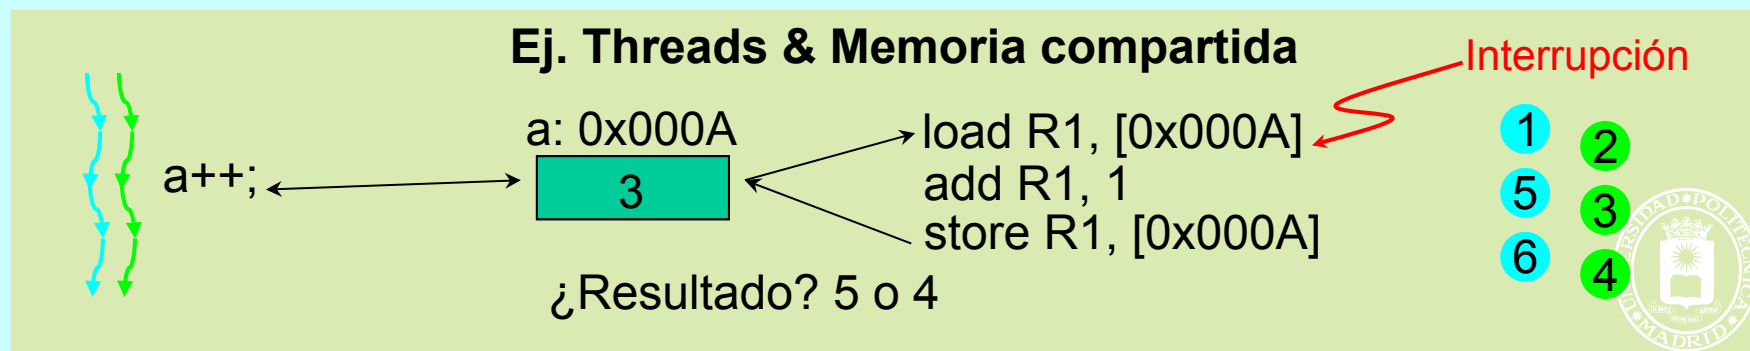 Ej. Threads & Memoria compartida
Interrupción
a: 0x000A
load R1, [0x000A]
1
2
a++;
3
add R1, 1
5
3
store R1, [0x000A]
6
4
¿Resultado? 5 o 4
MADRID